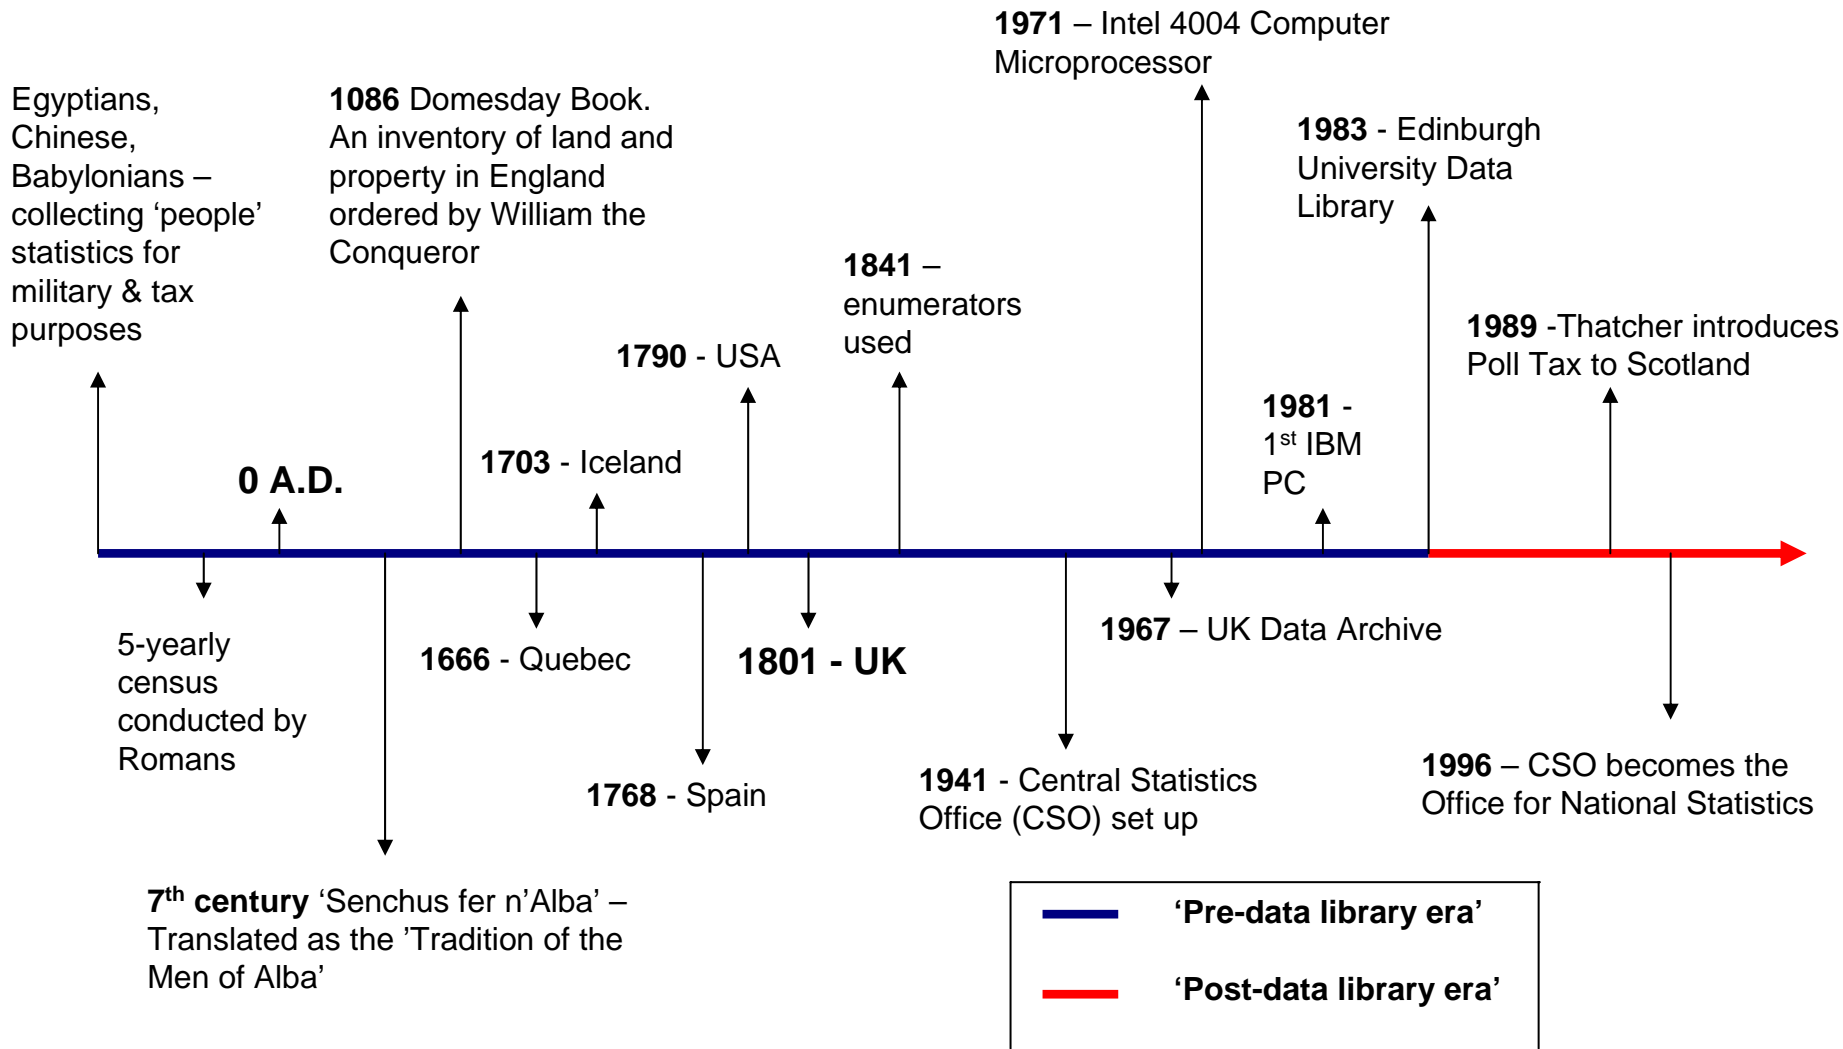 1971 – Intel 4004 Computer
Microprocessor
Egyptians,
Chinese,
Babylonians –
collecting ‘people’
statistics for
military & tax
purposes
1086 Domesday Book.
An inventory of land and
property in England
ordered by William the
Conqueror
1983 - Edinburgh
University Data
Library
1841 –
enumerators
used
1790 - USA
1989 -Thatcher introduces
Poll Tax to Scotland
1981 -
1st IBM
PC
1703 - Iceland
0 A.D.
5-yearly
census
conducted by
Romans
1666 - Quebec
1801 - UK
1967 – UK Data Archive
1768 - Spain
1941 - Central Statistics
Office (CSO) set up
1996 – CSO becomes the
Office for National Statistics
7th century ‘Senchus fer n’Alba’ –
Translated as the ’Tradition of the
Men of Alba’
‘Pre-data library era’
‘Post-data library era’